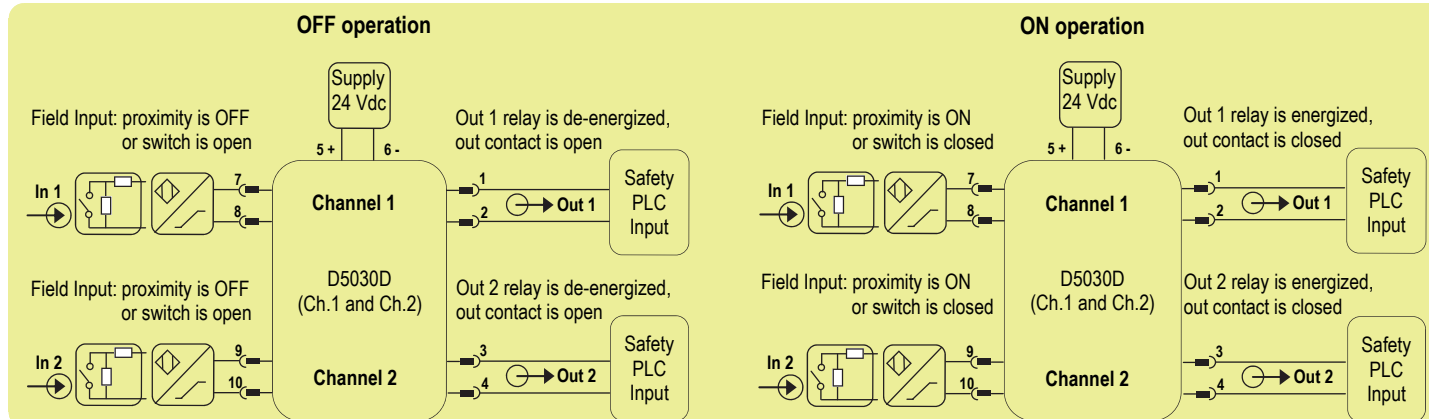 OFF operation
Supply
24 Vdc
5 +
6 -
Field Input: proximity is OFF
or switch is open
Out 1 relay is de-energized,
out contact is open
In 1
7
8
Channel 1
1
2
Out 1
Safety
PLC
Input
D5030D
(Ch.1 and Ch.2)
Field Input: proximity is OFF
or switch is open
Out 2 relay is de-energized,
out contact is open
In 2
9
10
Channel 2
3
4
Out 2
Safety
PLC
Input
ON operation
Supply
24 Vdc
5 +
6 -
Field Input: proximity is ON
or switch is closed
Out 1 relay is energized,
out contact is closed
In 1
7
8
Channel 1
1
2
Out 1
Safety
PLC
Input
D5030D
(Ch.1 and Ch.2)
Field Input: proximity is ON
or switch is closed
Out 2 relay is energized,
out contact is closed
In 2
9
10
Channel 2
3
4
Out 2
Safety
PLC
Input